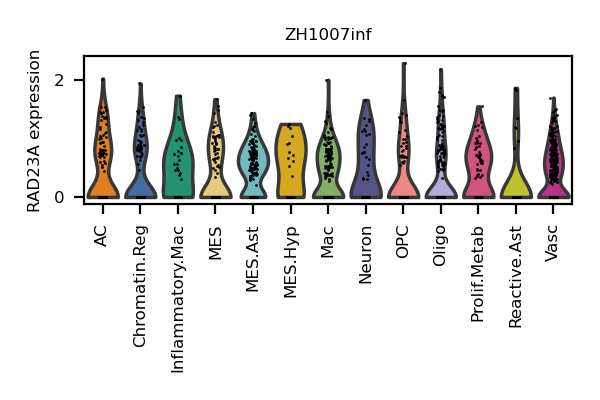 ZH1007inf
RAD23A expression
2
0
AC
Chromatin.Reg
Inflammatory.Mac
MES
MES.Ast
MES.Hyp
Mac
Neuron
OPC
Oligo
Prolif.Metab
Reactive.Ast
Vasc